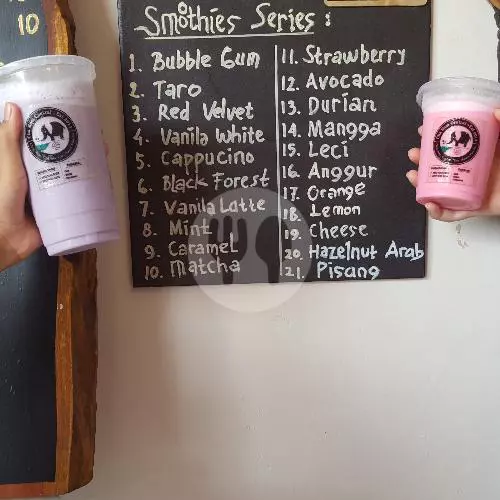 10
10
Smothies Series :
1. Bubble Gum
2. Taro
3. Red Velvet
4. Vanila White
5. Cappucino
6. Black Forest
7. Vanila Latte
8. Mint
9. Caramel
10. Matcha
11. Strawberry
12. Avocado
13. Durian
14. Mangga
15. Leci
16. Anggur
17. Orange
18. Lemon
19. Cheese
20. Hazelnut Arab
21. Pisang